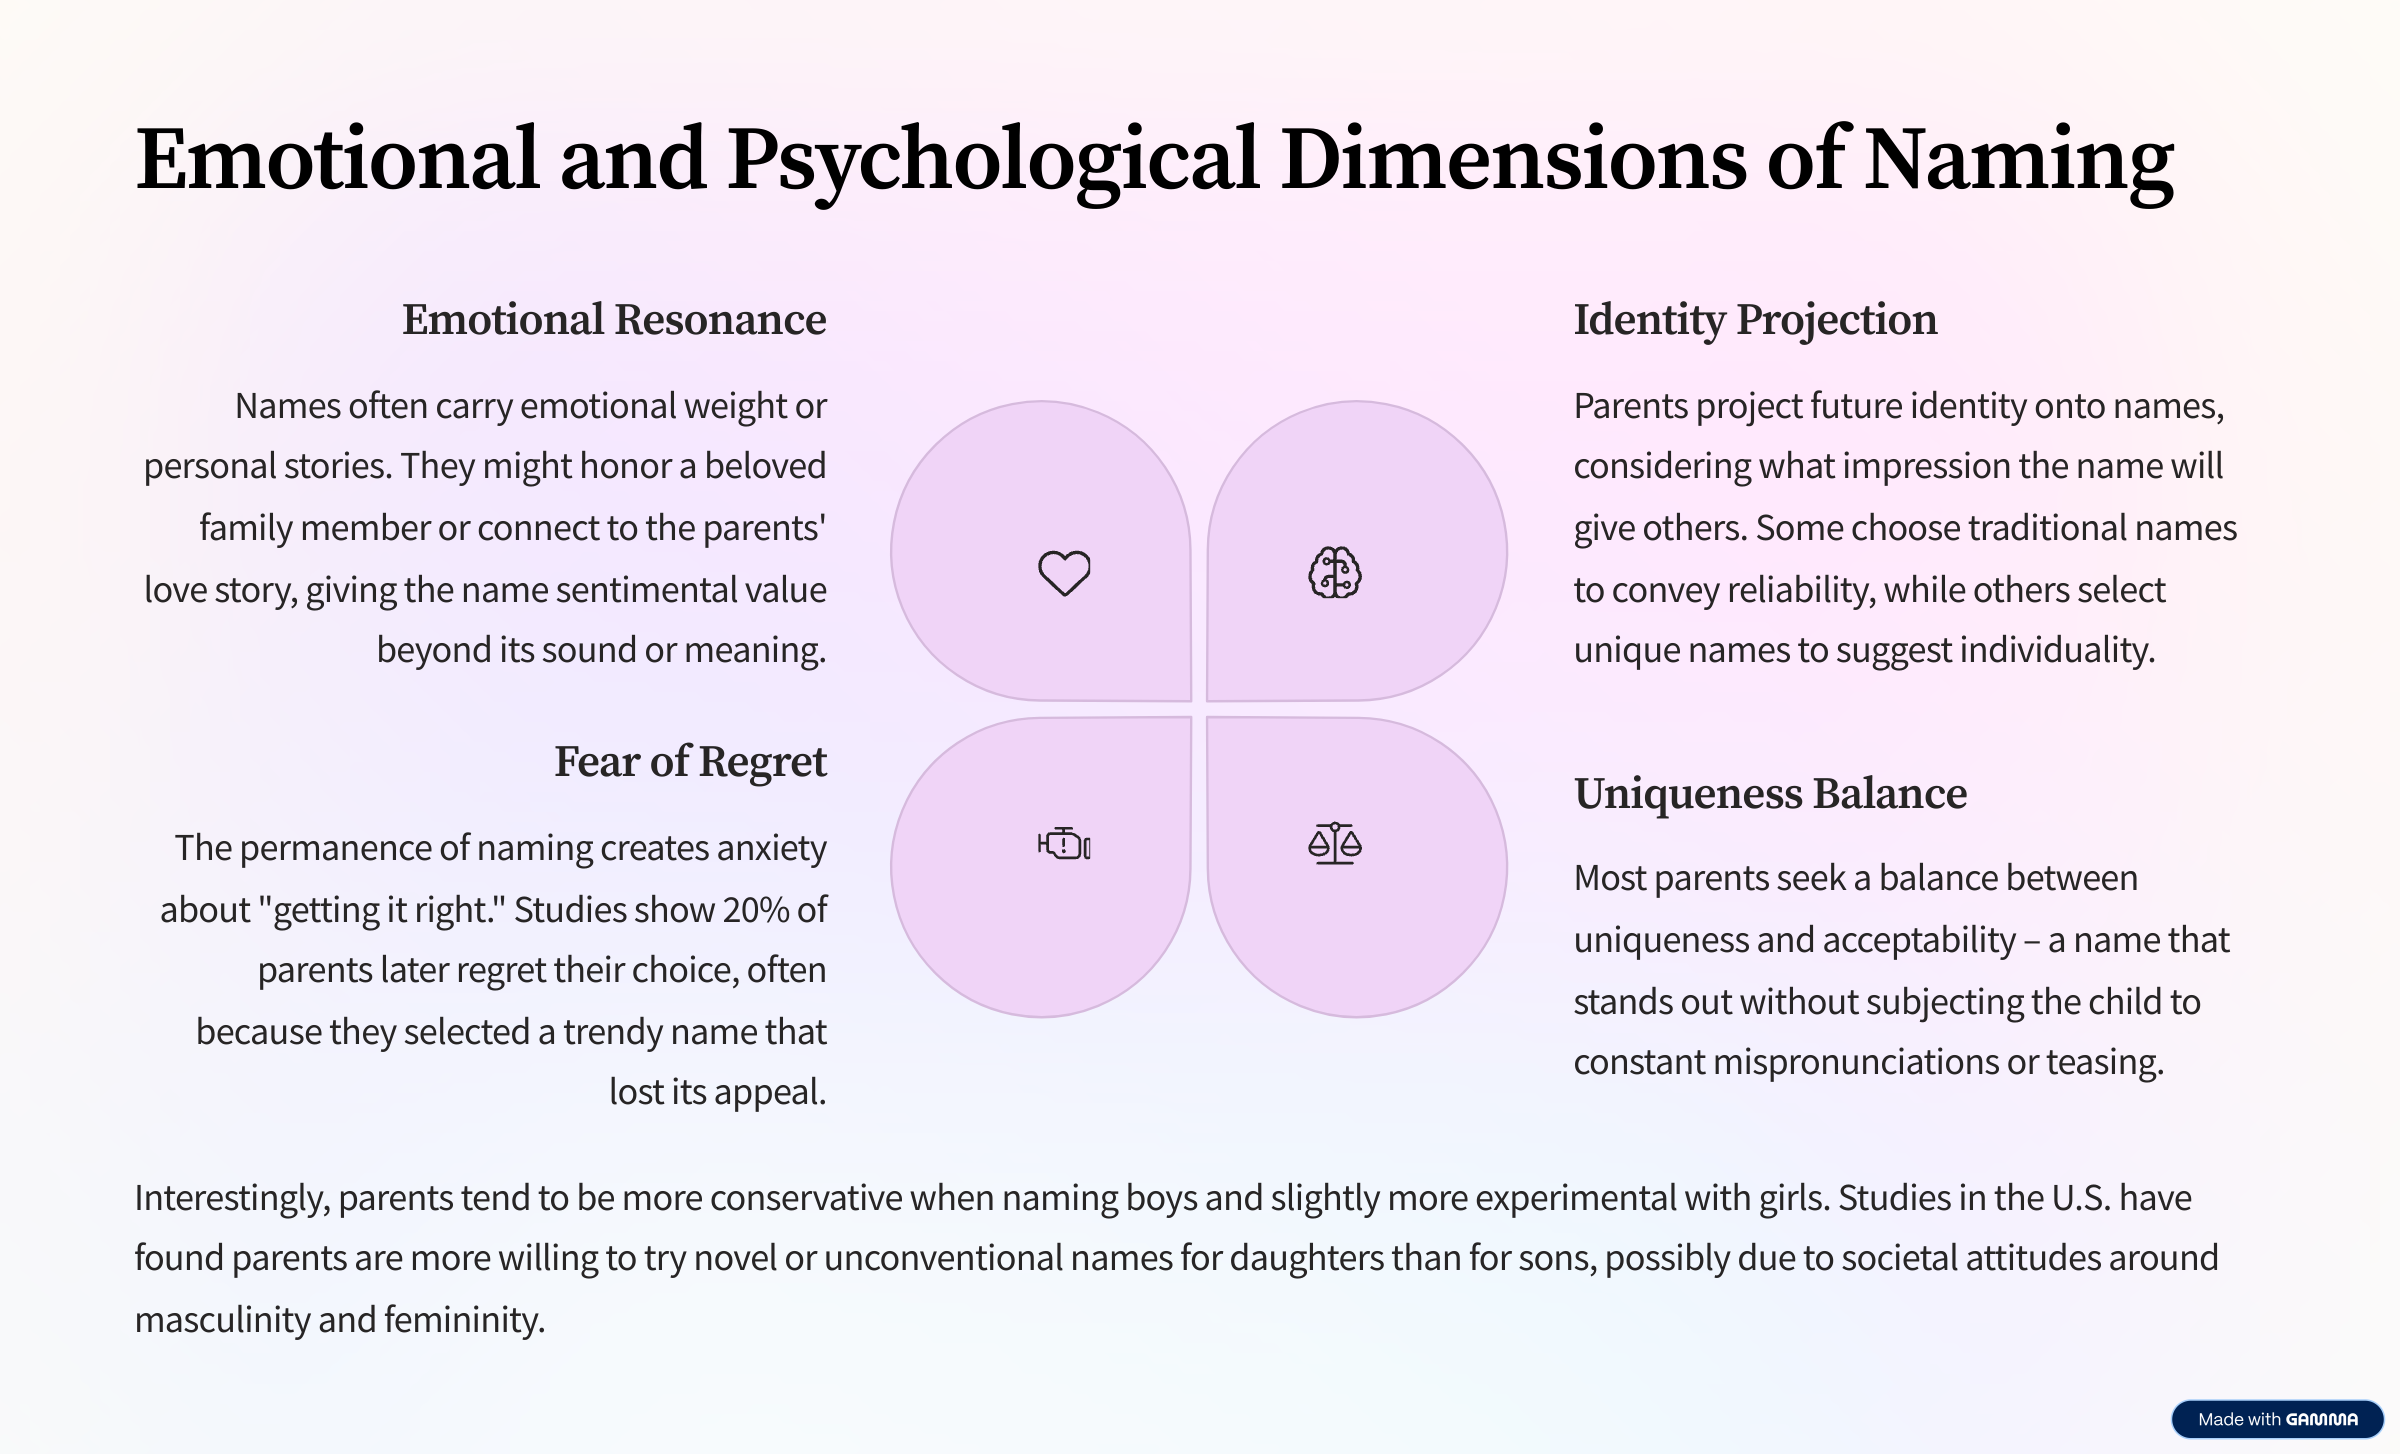 Emotional and Psychological Dimensions of Naming
Emotional Resonance
Names often carry emotional weight or
personal stories. They might honor a beloved
family member or connect to the parents'
love story, giving the name sentimental value
beyond its sound or meaning.
Identity Projection
Parents project future identity onto names,
considering what impression the name will
give others. Some choose traditional names
to convey reliability, while others select
unique names to suggest individuality.
Fear of Regret
The permanence of naming creates anxiety
about "getting it right." Studies show 20% of
parents later regret their choice, often
because they selected a trendy name that
lost its appeal.
Uniqueness Balance
Most parents seek a balance between
uniqueness and acceptability – a name that
stands out without subjecting the child to
constant mispronunciations or teasing.
Interestingly, parents tend to be more conservative when naming boys and slightly more experimental with girls. Studies in the U.S. have
found parents are more willing to try novel or unconventional names for daughters than for sons, possibly due to societal attitudes around
masculinity and femininity.
Made with GAMMA